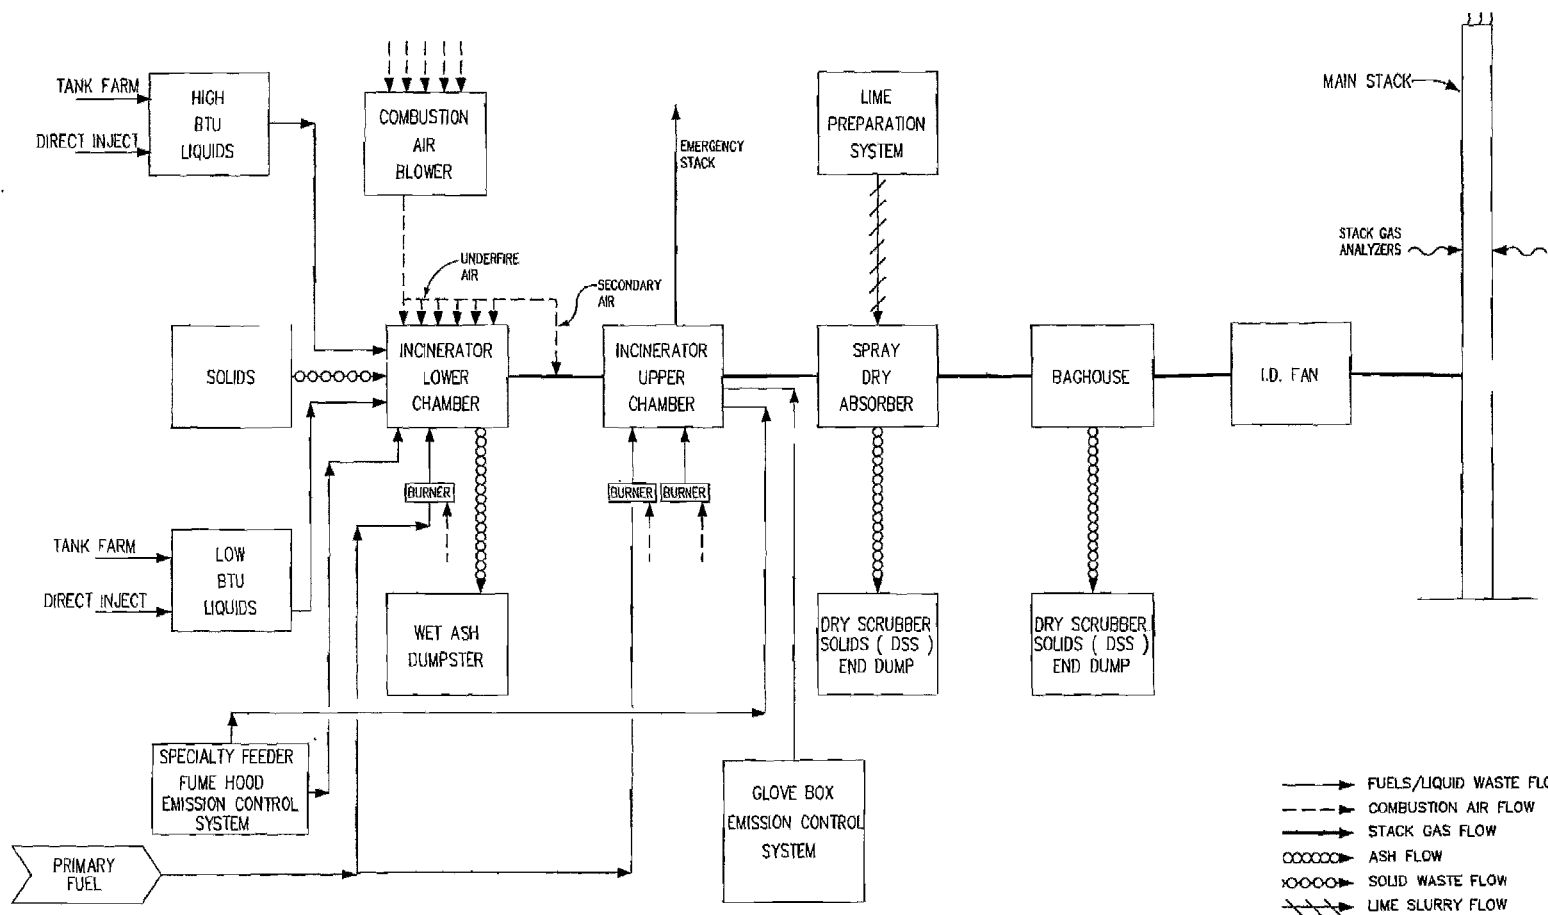 TANK FARM
DIRECT INJECT
HIGH
BTU
LIQUIDS
COMBUSTION
AIR
BLOWER
EMERGENCY
STACK
LIME
PREPARATION
SYSTEM
MAIN STACK
STACK GAS
ANALYZERS
UNDERFIRE
AIR
SECONDARY
AIR
SOLIDS
INCINERATOR
LOWER
CHAMBER
INCINERATOR
UPPER
CHAMBER
SPRAY
DRY
ABSORBER
BAGHOUSE
I.D. FAN
BURNER
BURNER
BURNER
TANK FARM
DIRECT INJECT
LOW
BTU
LIQUIDS
WET ASH
DUMPSTER
DRY SCRUBBER
SOLIDS ( DSS )
END DUMP
DRY SCRUBBER
SOLIDS ( DSS )
END DUMP
SPECIALTY FEEDER
FUME HOOD
EMISSION CONTROL
SYSTEM
GLOVE BOX
EMISSION CONTROL
SYSTEM
PRIMARY
FUEL
FUELS/LIQUID WASTE FLO
COMBUSTION AIR FLOW
STACK GAS FLOW
ASH FLOW
SOLID WASTE FLOW
LIME SLURRY FLOW